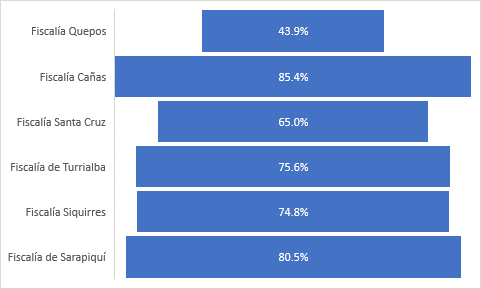 Fiscalía Quepos 43.9%
Fiscalía Cañas 85.4%
Fiscalía Santa Cruz 65.0%
Fiscalía de Turrialba 75.6%
Fiscalía Siquirres 74.8%
Fiscalía de Sarapiquí 80.5%